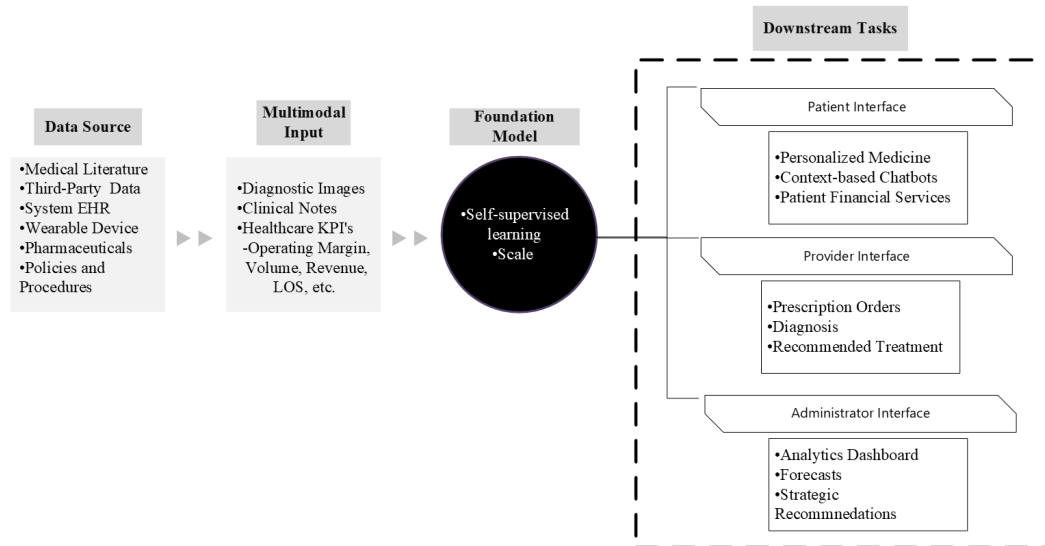 Downstream Tasks
Data Source
•Medical Literature
•Third-Party Data
•System EHR
•Wearable Device
•Pharmaceuticals
•Policies and
Procedures
Multimodal
Input
•Diagnostic Images
•Clinical Notes
•Healthcare KPI's
-Operating Margin,
Volume, Revenue,
LOS, etc.
Foundation
Model
•Self-supervised
learning
•Scale
Patient Interface
•Personalized Medicine
•Context-based Chatbots
•Patient Financial Services
Provider Interface
•Prescription Orders
•Diagnosis
•Recommended Treatment
Administrator Interface
•Analytics Dashboard
•Forecasts
•Strategic
Recommnedations